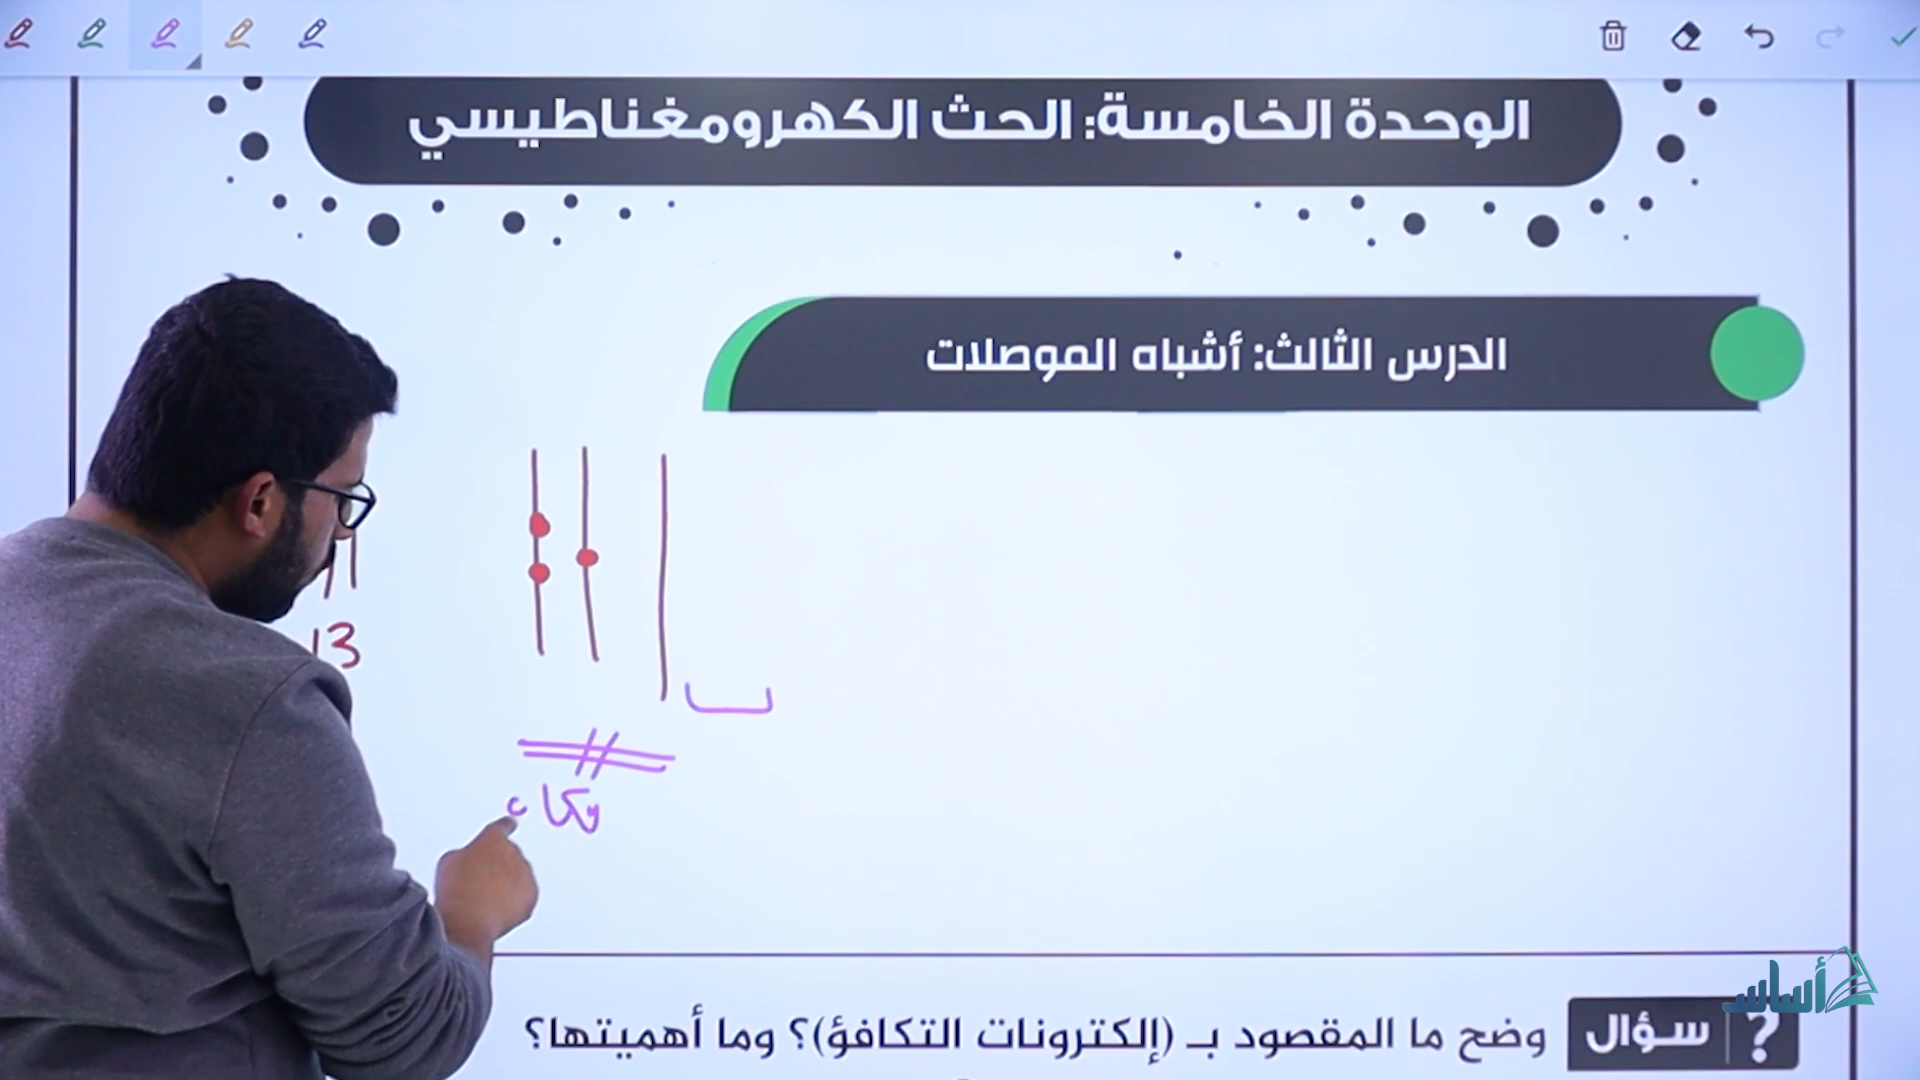 الوحدة الخامسة: الحث الكهرومغناطيسي
الدرس الثالث: أشباه الموصلات
13
سؤال ? وضح ما المقصود بـ (إلكترونات التكافؤ)؟ وما أهميتها؟
أساس